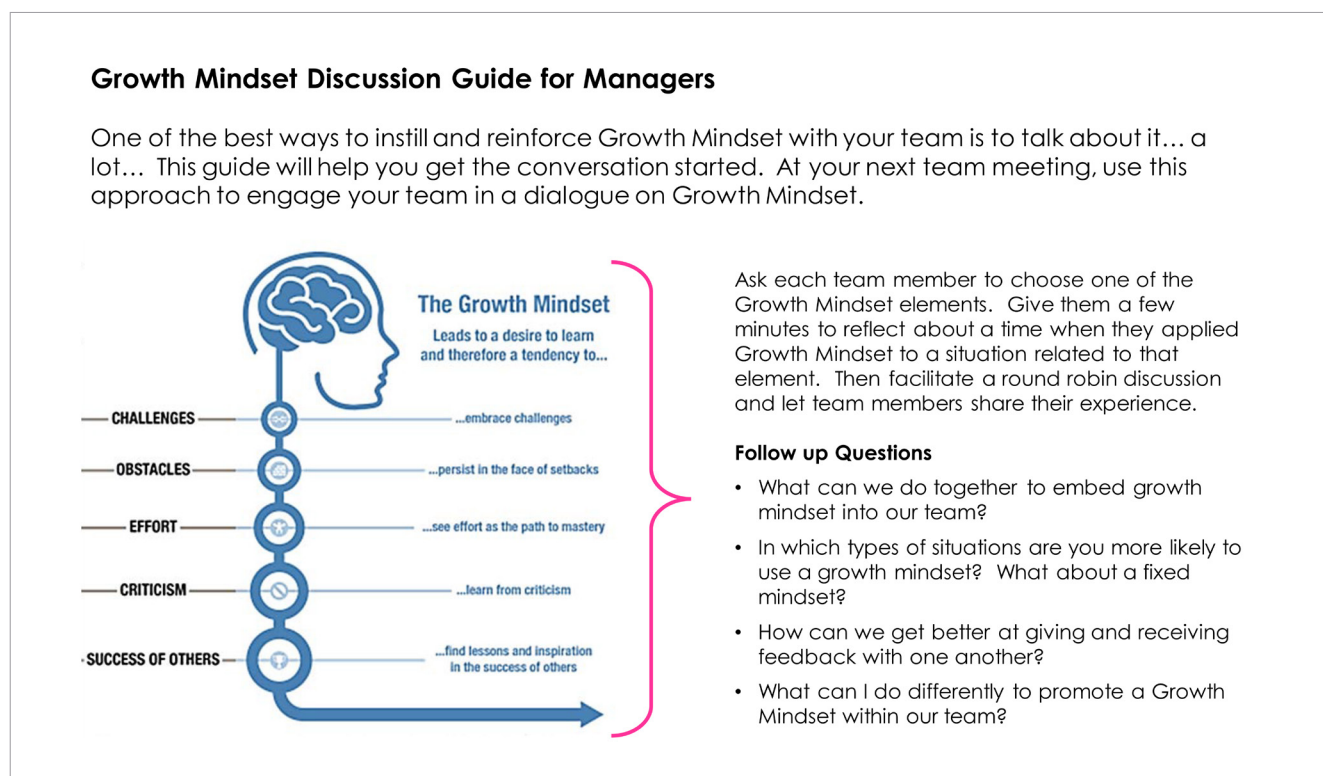 Growth Mindset Discussion Guide for Managers
One of the best ways to instill and reinforce Growth Mindset with your team is to talk about it... a
lot... This guide will help you get the conversation started. At your next team meeting, use this
approach to engage your team in a dialogue on Growth Mindset.
The Growth Mindset
Leads to a desire to learn
and therefore a tendency to...
CHALLENGES
...embrace challenges
OBSTACLES
...persist in the face of setbacks
EFFORT
...see effort as the path to mastery
CRITICISM
...learn from criticism
SUCCESS OF OTHERS
...find lessons and inspiration
in the success of others
Ask each team member to choose one of the
Growth Mindset elements. Give them a few
minutes to reflect about a time when they applied
Growth Mindset to a situation related to that
element. Then facilitate a round robin discussion
and let team members share their experience.
Follow up Questions
• What can we do together to embed growth
mindset into our team?
• In which types of situations are you more likely to
use a growth mindset? What about a fixed
mindset?
• How can we get better at giving and receiving
feedback with one another?
• What can I do differently to promote a Growth
Mindset within our team?